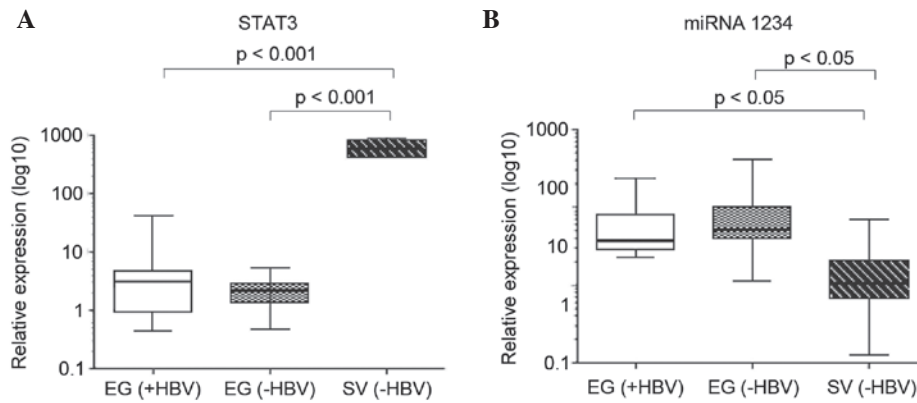 A
STAT3
p < 0.001
p < 0.001
Relative expression (log10)
1000
100
10
1
0.1
EG (+HBV)
EG (-HBV)
SV (-HBV)
B
miRNA 1234
p < 0.05
p < 0.05
Relative expression (log10)
1000
100
10
1
0.1
EG (+HBV)
EG (-HBV)
SV (-HBV)